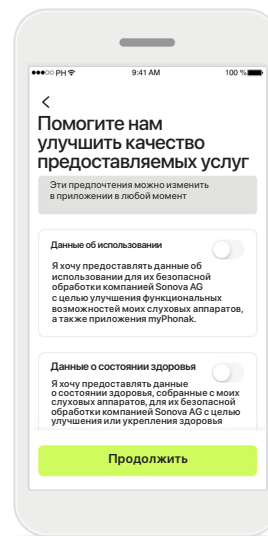 PH 9:41 AM 100 %
Помогите нам
улучшить качество
предоставляемых услуг
Эти предпочтения можно изменить
в приложении в любой момент
Данные об использовании
Я хочу предоставлять данные об
использовании для их безопасной
обработки компанией Sonova AG
с целью улучшения функциональных
возможностей моих слуховых аппаратов,
а также приложения myPhonak.
Данные о состоянии здоровья
Я хочу предоставлять данные
о состоянии здоровья, собранные с моих
слуховых аппаратов, для их безопасной
обработки компанией Sonova AG с целью
улучшения или укрепления здоровья
Продолжить